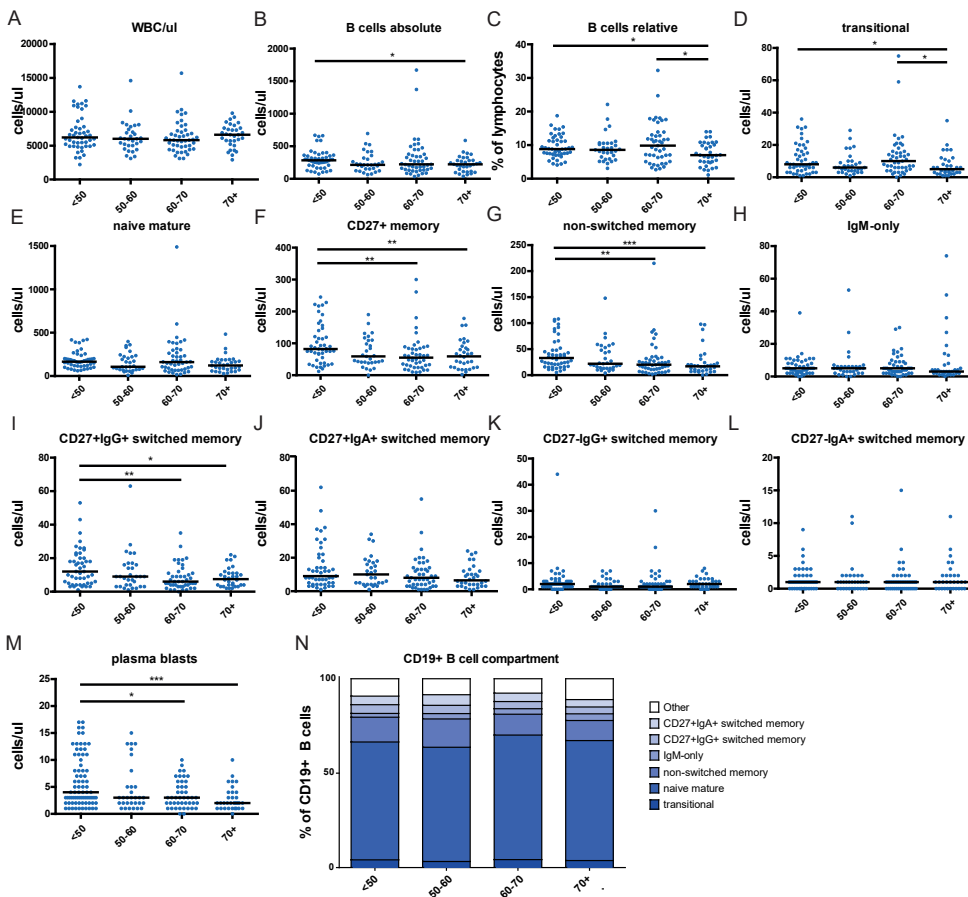 A
WBC/ul
cells/ul
20000
15000
10000
5000
0
<50
50-60
60-70
70+
B
B cells absolute
cells/ul
2000
1500
1000
500
0
*
<50
50-60
60-70
70+
C
B cells relative
% of lymphocytes
40
30
20
10
0
*
*
<50
50-60
60-70
70+
D
transitional
cells/ul
80
60
40
20
0
*
*
<50
50-60
60-70
70+
E
naive mature
cells/ul
1500
1000
500
0
<50
50-60
60-70
70+
F
CD27+ memory
cells/ul
400
300
200
100
0
**
**
<50
50-60
60-70
70+
G
non-switched memory
cells/ul
250
200
150
100
50
0
***
**
<50
50-60
60-70
70+
H
IgM-only
cells/ul
80
60
40
20
0
<50
50-60
60-70
70+
I
CD27+IgG+ switched memory
cells/ul
80
60
40
20
0
*
**
<50
50-60
60-70
70+
J
CD27+IgA+ switched memory
cells/ul
80
60
40
20
0
<50
50-60
60-70
70+
K
CD27-IgG+ switched memory
cells/ul
50
40
30
20
10
0
<50
50-60
60-70
70+
L
CD27-IgA+ switched memory
cells/ul
20
15
10
5
0
<50
50-60
60-70
70+
M
plasma blasts
cells/ul
25
20
15
10
5
0
***
*
<50
50-60
60-70
70+
N
CD19+ B cell compartment
% of CD19+ B cells
100
50
0
<50
50-60
60-70
70+
.
Other
CD27+IgA+ switched memory
CD27+IgG+ switched memory
IgM-only
non-switched memory
naive mature
transitional